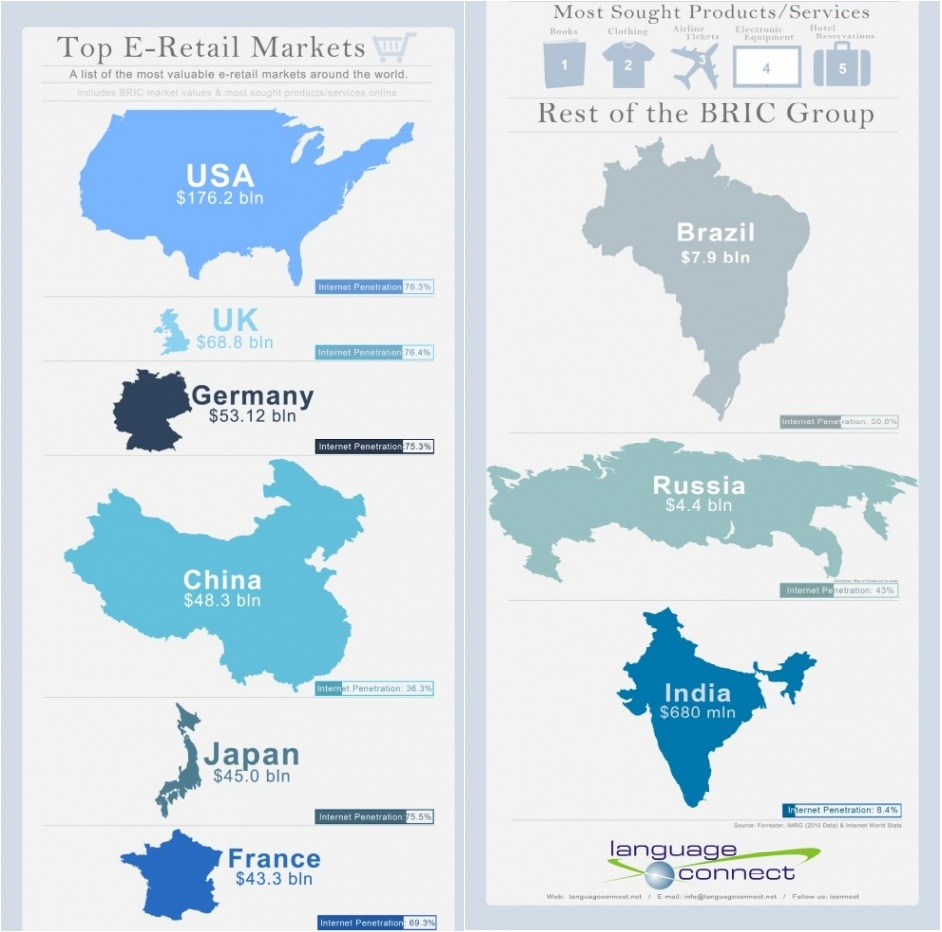 Top E-Retail Markets
A list of the most valuable e-retail markets around the world.
Includes BRIC market values & most sought products/services online.
USA
$176.2 bln
Internet Penetration 76.3%
UK
$68.8 bln
Internet Penetration 76.4%
Germany
$53.12 bln
Internet Penetration 75.3%
China
$48.3 bln
Internet Penetration: 36.3%
Japan
$45.0 bln
Internet Penetration 75.5%
France
$43.3 bln
Internet Penetration 69.3%
Most Sought Products/Services
Books
1
Clothing
2
Airline
Tickets
3
Electronic
Equipment
4
Hotel
Reservations
5
Rest of the BRIC Group
Brazil
$7.9 bln
Internet Penetration: 50.8%
Russia
$4.4 bln
Internet Penetration: 43%
India
$680 mln
Internet Penetration: 8.4%
Source: Forrester, IMRG (2010 Data) & Internet World Stats
language
connect
Web: languageconnect.net / E mail: info@languageconnect.net / Follow us: